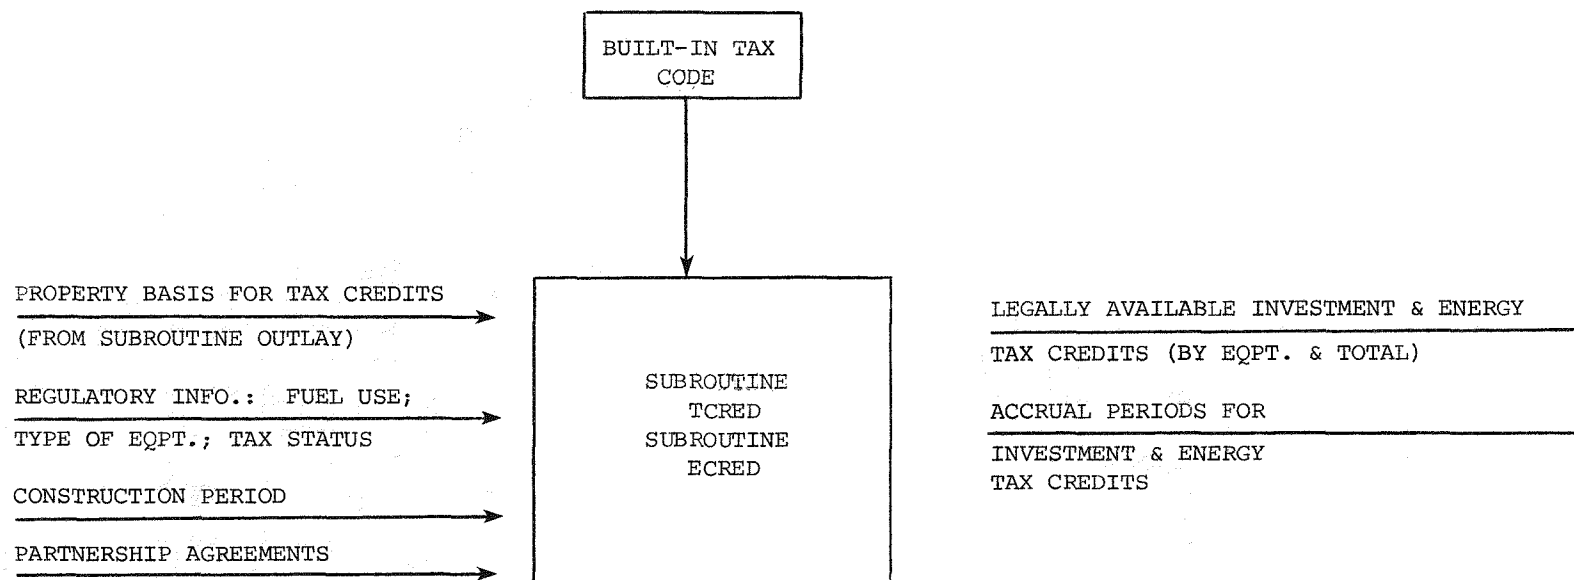 BUILT-IN TAX
CODE
PROPERTY BASIS FOR TAX CREDITS
(FROM SUBROUTINE OUTLAY)
REGULATORY INFO.: FUEL USE;
TYPE OF EQPT.; TAX STATUS
CONSTRUCTION PERIOD
PARTNERSHIP AGREEMENTS
SUBROUTINE
TCRED
SUBROUTINE
ECRED
LEGALLY AVAILABLE INVESTMENT & ENERGY
TAX CREDITS (BY EQPT. & TOTAL)
ACCRUAL PERIODS FOR
INVESTMENT & ENERGY
TAX CREDITS